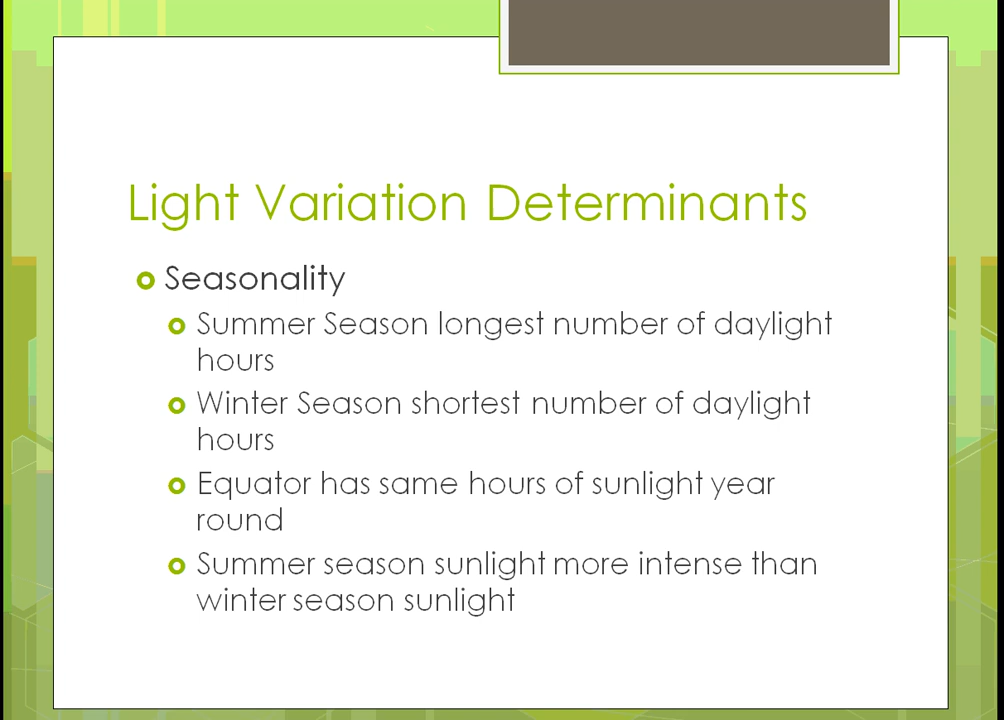 Light Variation Determinants
Seasonality
Summer Season longest number of daylight
hours
Winter Season shortest number of daylight
hours
Equator has same hours of sunlight year
round
Summer season sunlight more intense than
winter season sunlight